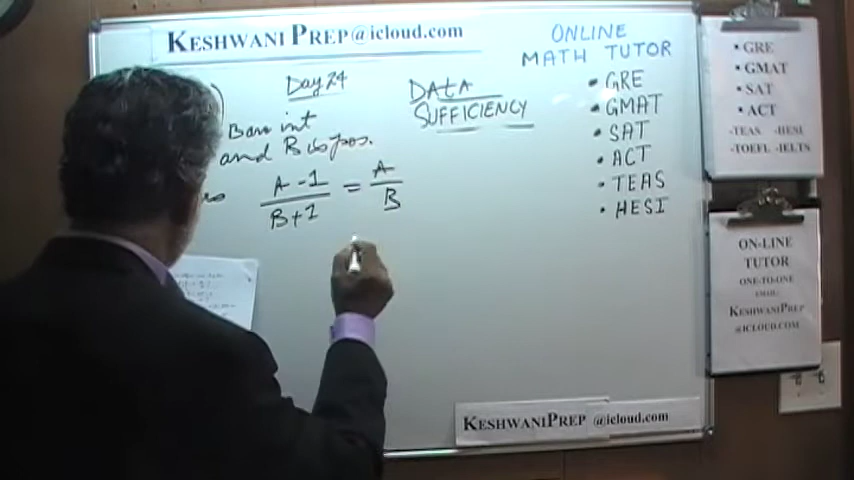 KESHWANI PREP@icloud.com
Day 24
DATA
SUFFICIENCY
B are int
and B is pos.
A - 1 / B + 1 = A / B
ONLINE
MATH TUTOR
• GRE
• GMAT
• SAT
• ACT
• TEAS
• HESI
• GRE
• GMAT
• SAT
• ACT
-TEAS -HESI
-TOEFL -IELTS
ON-LINE
TUTOR
ONE-TO-ONE
EMAIL:
KESHWANIPREP
@ICLOUD.COM
KESHWANIPREP @icloud.com